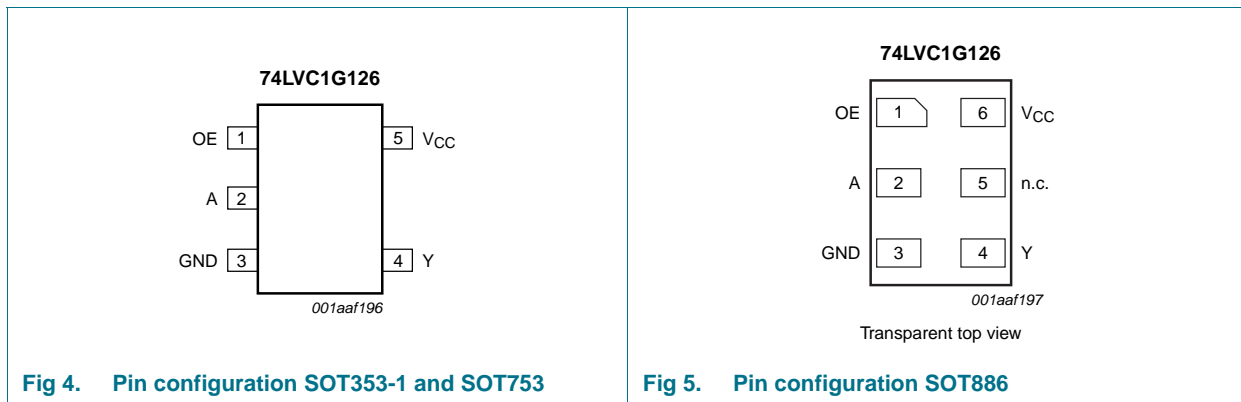 74LVC1G126
OE 1
5 VCC
A 2
GND 3
4 Y
001aaf196
Fig 4. Pin configuration SOT353-1 and SOT753
74LVC1G126
OE 1
6 VCC
A 2
5 n.c.
GND 3
4 Y
001aaf197
Transparent top view
Fig 5. Pin configuration SOT886